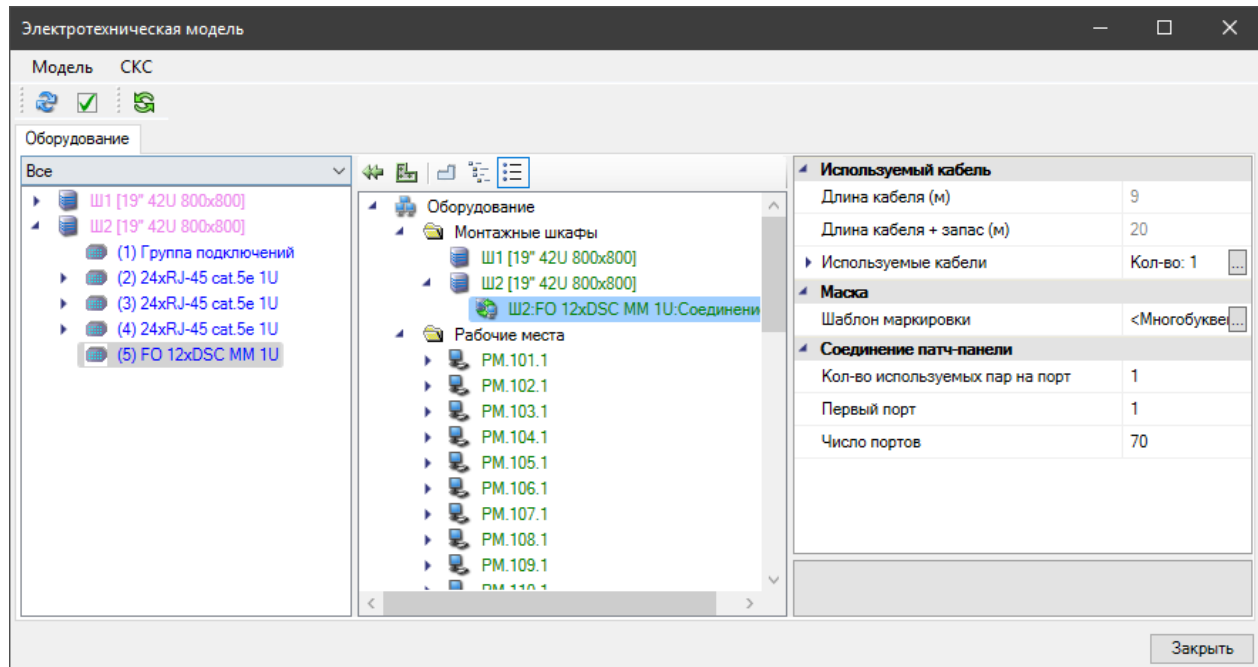 Электротехническая модель
Модель СКС
Оборудование
Все
Ш1 [19" 42U 800x800]
Ш2 [19" 42U 800x800]
(1) Группа подключений
(2) 24xRJ-45 cat.5e 1U
(3) 24xRJ-45 cat.5e 1U
(4) 24xRJ-45 cat.5e 1U
(5) FO 12xDSC MM 1U
Оборудование
Монтажные шкафы
Ш1 [19" 42U 800x800]
Ш2 [19" 42U 800x800]
Ш2:FO 12xDSC MM 1U:Соединени
Рабочие места
РМ.101.1
РМ.102.1
РМ.103.1
РМ.104.1
РМ.105.1
РМ.106.1
РМ.107.1
РМ.108.1
РМ.109.1
РМ.110.1
Используемый кабель
Длина кабеля (м) 9
Длина кабеля + запас (м) 20
Используемые кабели Кол-во: 1 ...
Маска
Шаблон маркировки <Многобуквен...
Соединение патч-панели
Кол-во используемых пар на порт 1
Первый порт 1
Число портов 70
Закрыть